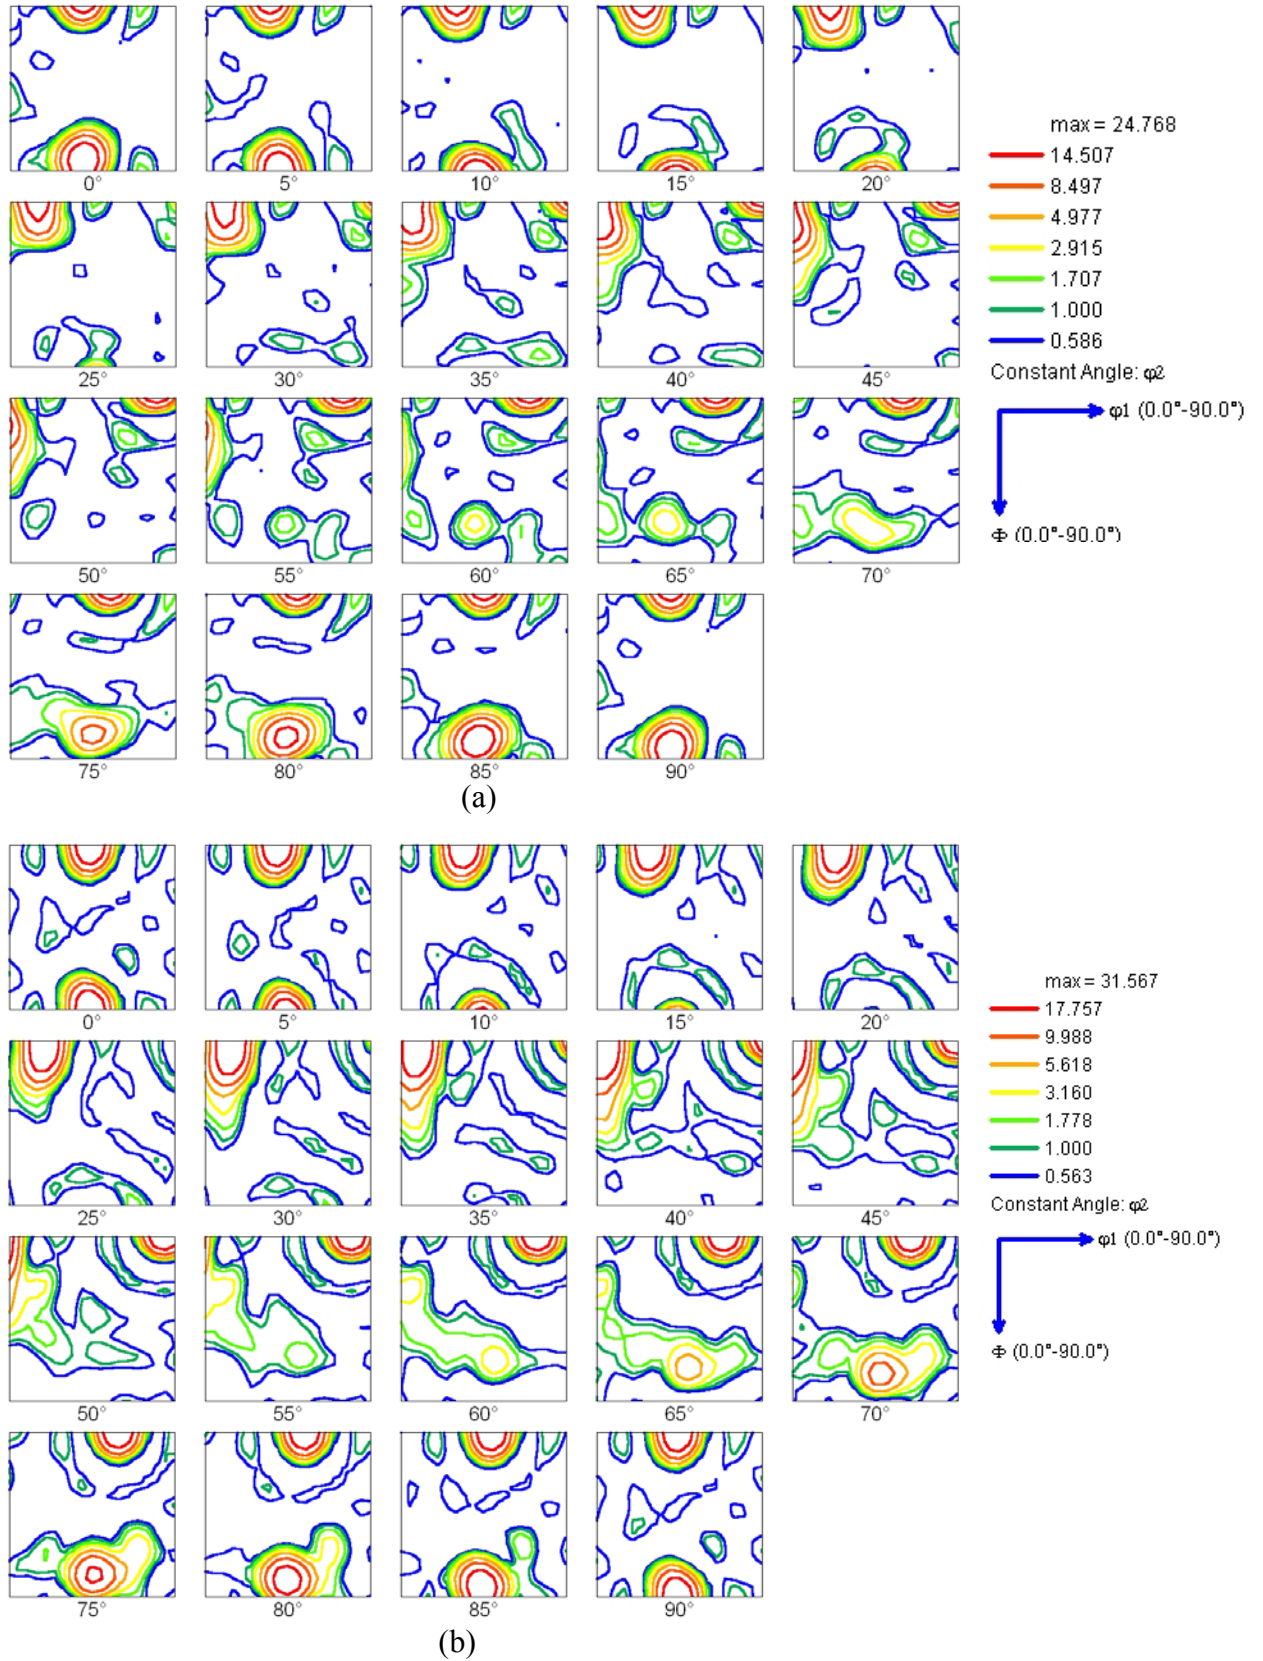 0° 5° 10° 15° 20°
max = 24.768
14.507
8.497
4.977
2.915
1.707
1.000
0.586
Constant Angle: φ2
φ1 (0.0°-90.0°)
Φ (0.0°-90.0°)
25° 30° 35° 40° 45°
50° 55° 60° 65° 70°
75° 80° 85° 90°
(a)
0° 5° 10° 15° 20°
max = 31.567
17.757
9.988
5.618
3.160
1.778
1.000
0.563
Constant Angle: φ2
φ1 (0.0°-90.0°)
Φ (0.0°-90.0°)
25° 30° 35° 40° 45°
50° 55° 60° 65° 70°
75° 80° 85° 90°
(b)